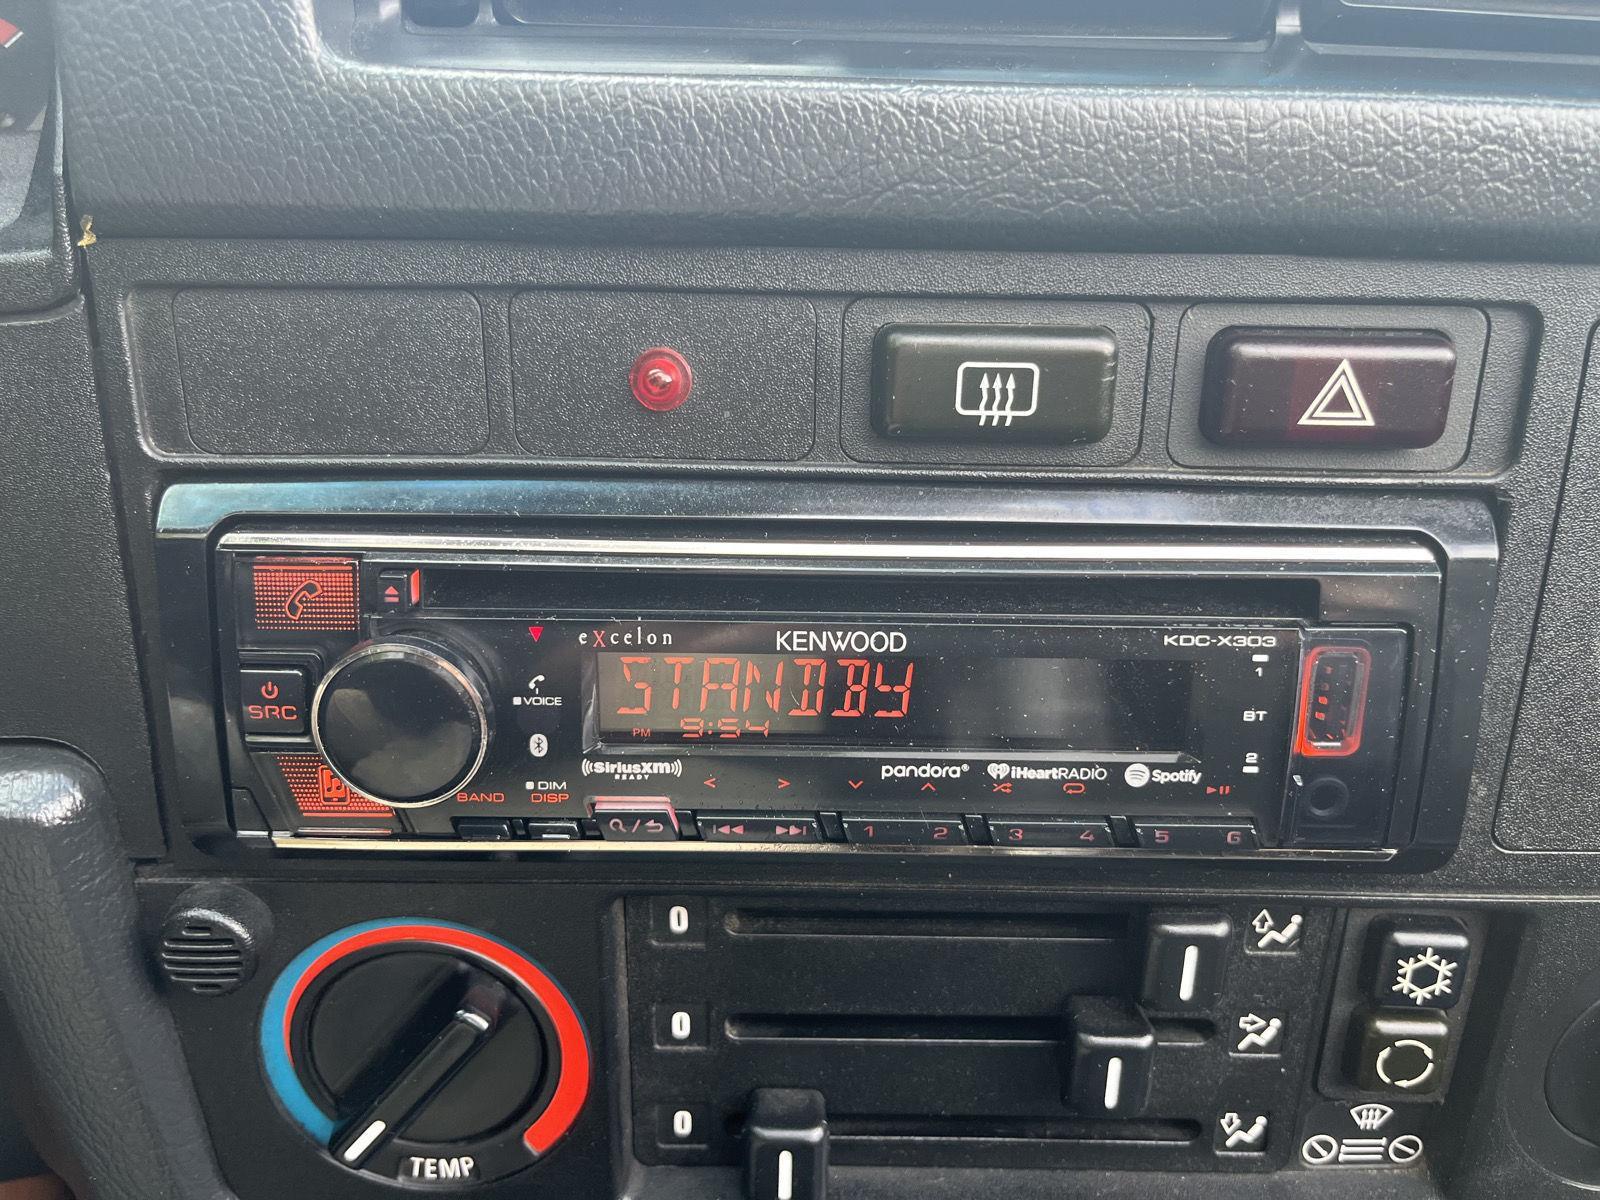 excelon KENWOOD KDC-X303
STANDBY
PM 9:54
1
BT
2
VOICE
SRC
((SiriusXm))
READY
pandora®
iHeartRADIO
Spotify
DIM
BAND DISP
1 2 3 4 5 6
0
0
0
TEMP